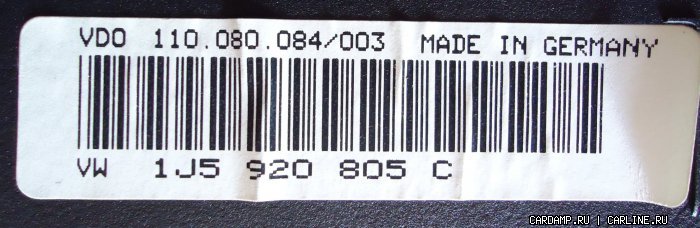 VDO 110.080.084/003 MADE IN GERMANY
VW 1J5 920 805 C
CARDAMP.RU | CARLINE.RU